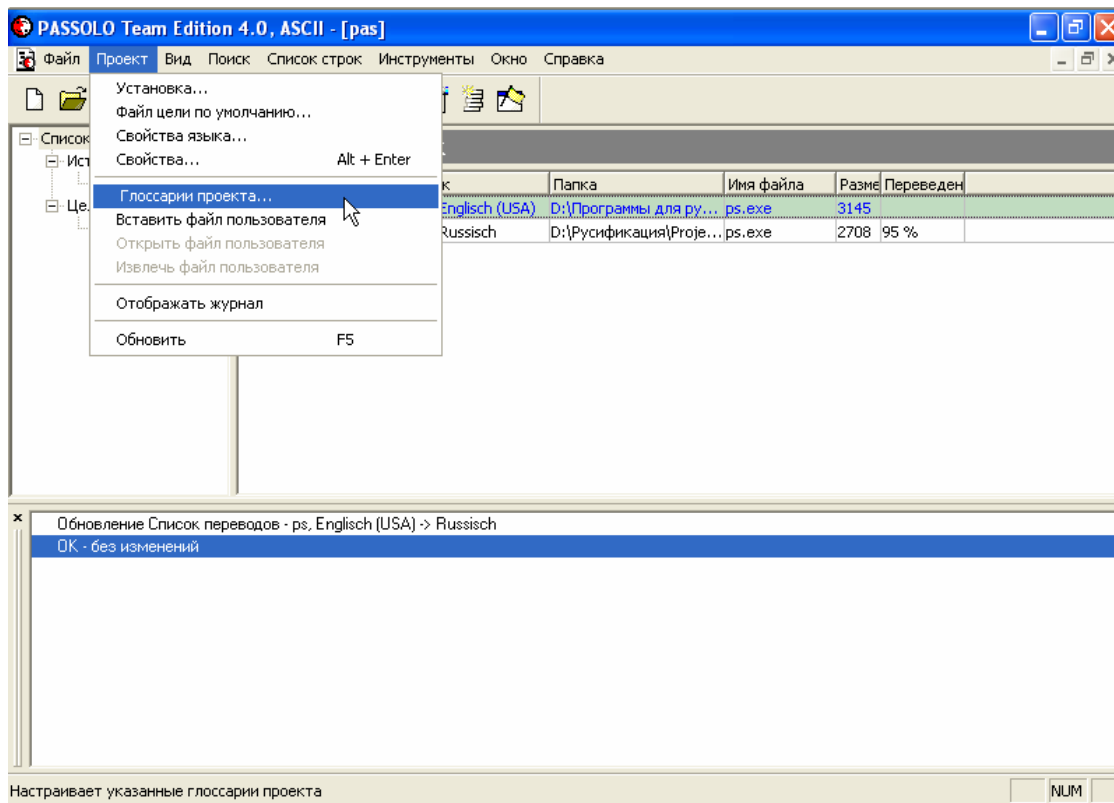 PASSOLO Team Edition 4.0, ASCII - [pas]
Файл Проект Вид Поиск Список строк Инструменты Окно Справка
Установка...
Файл цели по умолчанию...
Свойства языка...
Свойства... Alt + Enter
Глоссарии проекта...
Вставить файл пользователя
Открыть файл пользователя
Извлечь файл пользователя
Отображать журнал
Обновить F5
Список
Ист
Це
к Папка Имя файла Разме Переведен
Englisch (USA) D:\Программы для ру... ps.exe 3145
Russisch D:\Русификация\Proje... ps.exe 2708 95 %
Обновление Список переводов - ps, Englisch (USA) -> Russisch
OK - без изменений
Настраивает указанные глоссарии проекта NUM